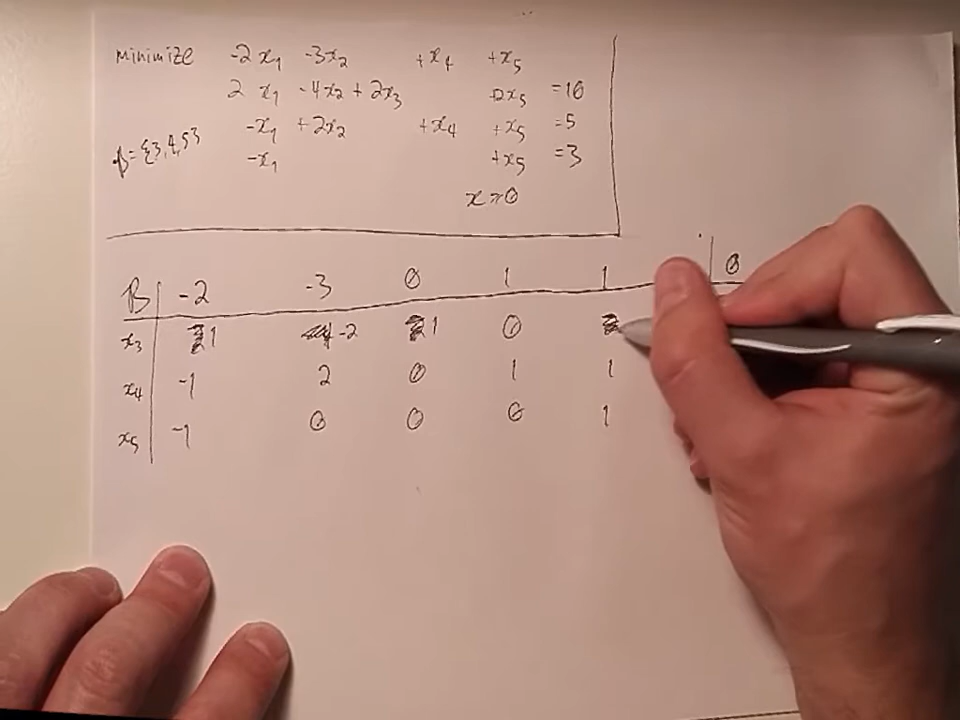 minimize -2x₁ -3x₂ +x₄ +x₅
2x₁ -4x₂ + 2x₃ +2x₅ =10
-x₁ +2x₂ +x₄ +x₅ =5
B={3,4,5} -x₁ +x₅ =3
x≥0
B -2 -3 0 1 1 0
x₃ 1 -2 1 0
x₄ -1 2 0 1 1
x₅ -1 0 0 0 1